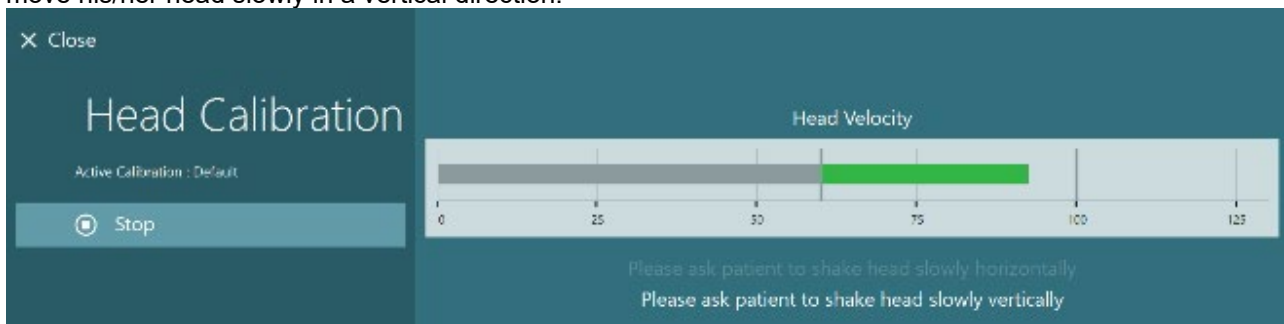 move his/her head slowly in a vertical direction.
Close
Head Calibration
Head Velocity
Active Calibration : Default
Stop
0 25 50 75 100 125
Please ask patient to shake head slowly horizontally
Please ask patient to shake head slowly vertically